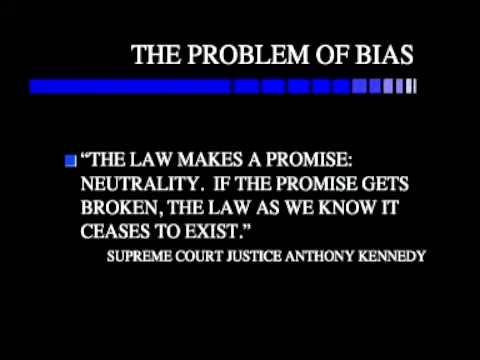 THE PROBLEM OF BIAS
“THE LAW MAKES A PROMISE:
NEUTRALITY. IF THE PROMISE GETS
BROKEN, THE LAW AS WE KNOW IT
CEASES TO EXIST.”
SUPREME COURT JUSTICE ANTHONY KENNEDY